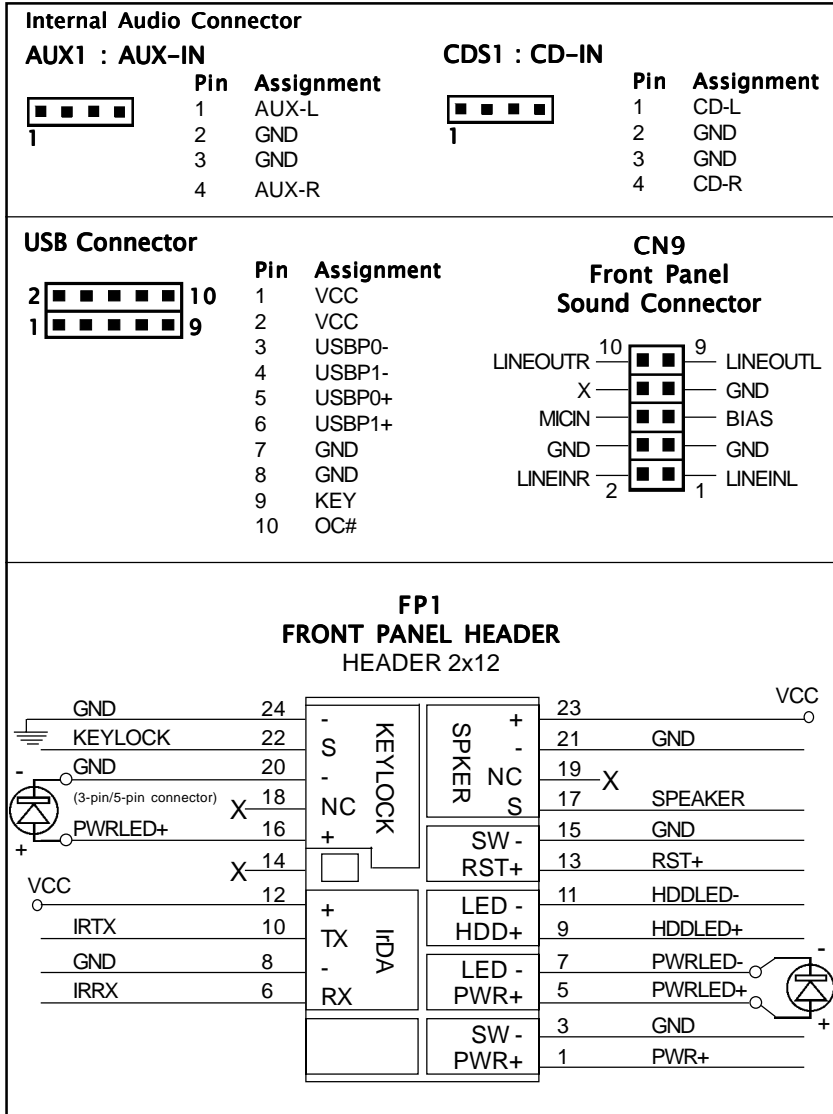 Internal Audio Connector
AUX1 : AUX-IN
Pin Assignment
1 AUX-L
2 GND
3 GND
4 AUX-R
1
CDS1 : CD-IN
Pin Assignment
1 CD-L
2 GND
3 GND
4 CD-R
1
USB Connector
2 10
1 9
Pin Assignment
1 VCC
2 VCC
3 USBP0-
4 USBP1-
5 USBP0+
6 USBP1+
7 GND
8 GND
9 KEY
10 OC#
CN9
Front Panel
Sound Connector
LINEOUTR 10 9 LINEOUTL
X GND
MICIN BIAS
GND GND
LINEINR 2 1 LINEINL
FP1
FRONT PANEL HEADER
HEADER 2x12
GND 24 - + 23 VCC
KEYLOCK 22 S - 21 GND
- GND 20 - NC 19 X
(3-pin/5-pin connector) X 18 NC S 17 SPEAKER
KEYLOCK
SPKER
+ PWRLED+ 16 + SW - 15 GND
X 14 RST+ 13 RST+
VCC 12 + LED - 11 HDDLED-
IRTX 10 TX HDD+ 9 HDDLED+
IrDA
GND 8 - LED - 7 PWRLED- -
IRRX 6 RX PWR+ 5 PWRLED+ +
SW - 3 GND
PWR+ 1 PWR+